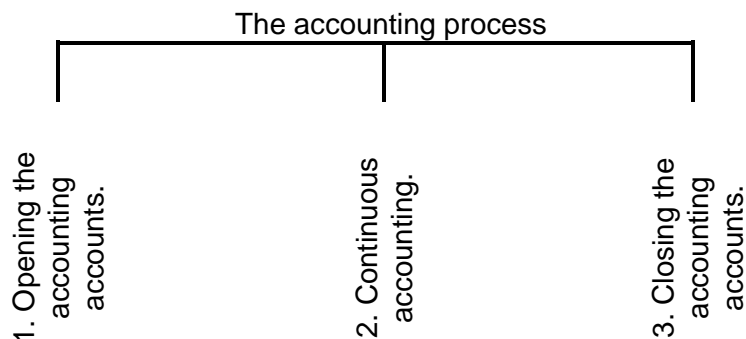 The accounting process
1. Opening the
accounting
accounts.
2. Continuous
accounting.
3. Closing the
accounting
accounts.